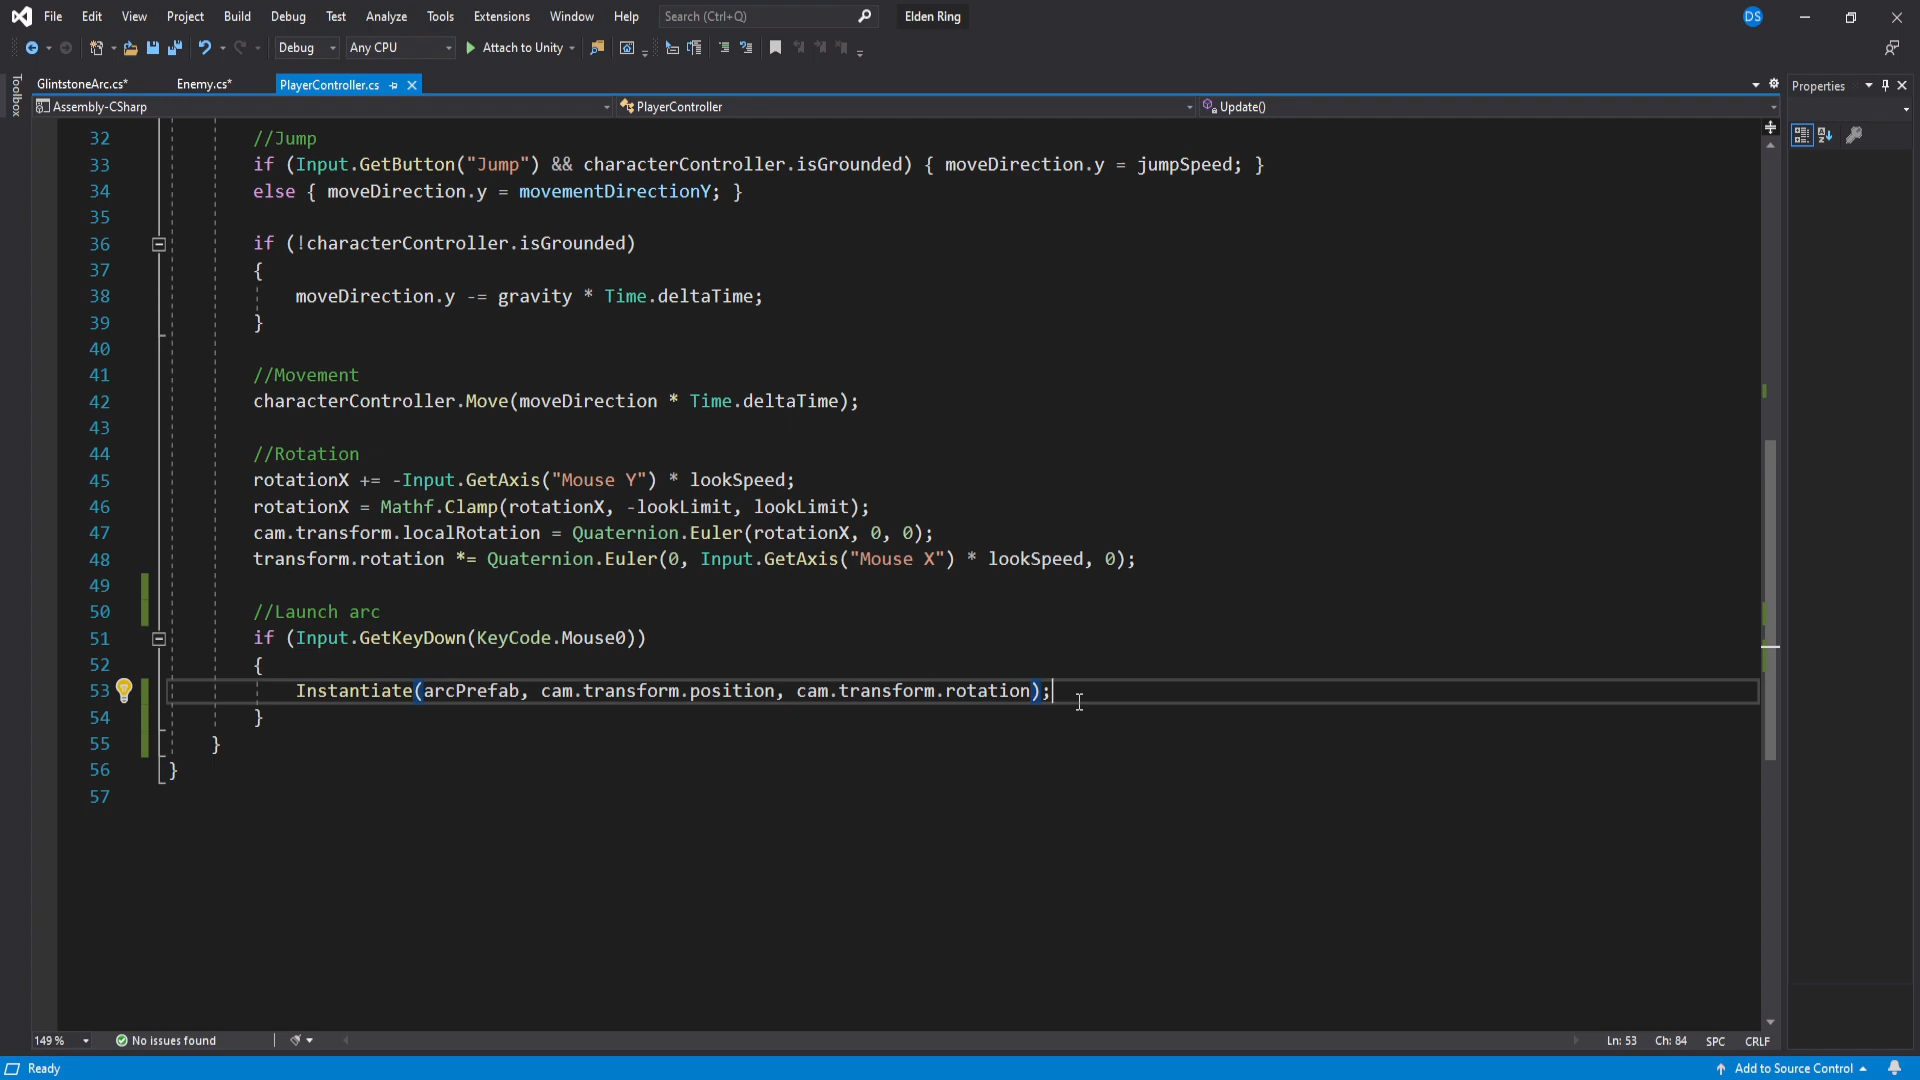 File Edit View Project Build Debug Test Analyze Tools Extensions Window Help Search (Ctrl+Q) Elden Ring DS
Debug Any CPU Attach to Unity
Toolbox
GlintstoneArc.cs* Enemy.cs* PlayerController.cs Properties
Assembly-CSharp PlayerController Update()
32 //Jump
33 if (Input.GetButton("Jump") && characterController.isGrounded) { moveDirection.y = jumpSpeed; }
34 else { moveDirection.y = movementDirectionY; }
35
36 if (!characterController.isGrounded)
37 {
38 moveDirection.y -= gravity * Time.deltaTime;
39 }
40
41 //Movement
42 characterController.Move(moveDirection * Time.deltaTime);
43
44 //Rotation
45 rotationX += -Input.GetAxis("Mouse Y") * lookSpeed;
46 rotationX = Mathf.Clamp(rotationX, -lookLimit, lookLimit);
47 cam.transform.localRotation = Quaternion.Euler(rotationX, 0, 0);
48 transform.rotation *= Quaternion.Euler(0, Input.GetAxis("Mouse X") * lookSpeed, 0);
49
50 //Launch arc
51 if (Input.GetKeyDown(KeyCode.Mouse0))
52 {
53 Instantiate(arcPrefab, cam.transform.position, cam.transform.rotation);
54 }
55 }
56 }
57
149 % No issues found Ln: 53 Ch: 84 SPC CRLF
Ready Add to Source Control